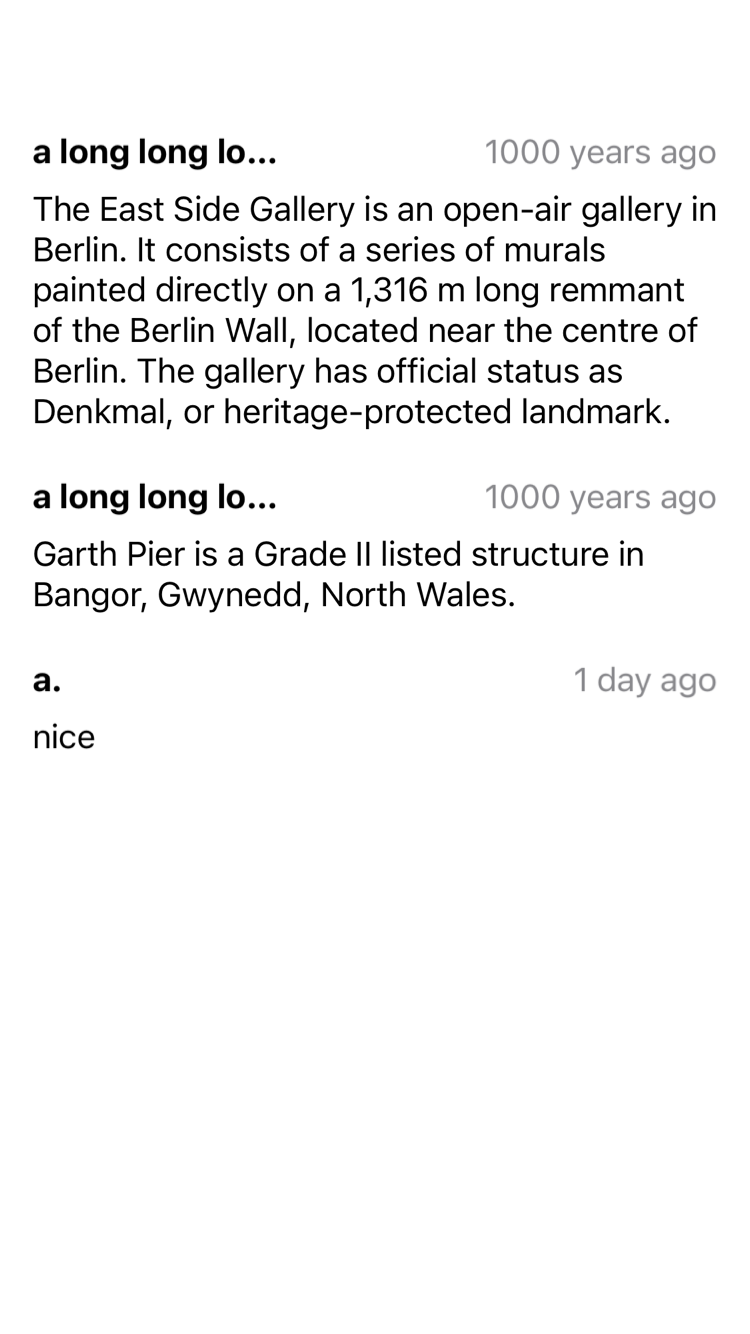 a long long lo... 1000 years ago
The East Side Gallery is an open-air gallery in
Berlin. It consists of a series of murals
painted directly on a 1,316 m long remmant
of the Berlin Wall, located near the centre of
Berlin. The gallery has official status as
Denkmal, or heritage-protected landmark.
a long long lo... 1000 years ago
Garth Pier is a Grade II listed structure in
Bangor, Gwynedd, North Wales.
a. 1 day ago
nice